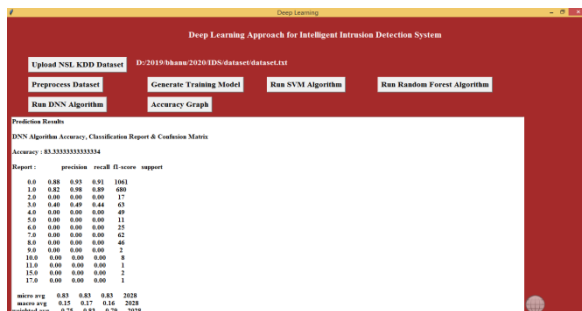 Deep Learning
Deep Learning Approach for Intelligent Intrusion Detection System
Upload NSL KDD Dataset D:/2019/bhanu/2020/IDS/dataset/dataset.txt
Preprocess Dataset Generate Training Model Run SVM Algorithm Run Random Forest Algorithm
Run DNN Algorithm Accuracy Graph
Prediction Results
DNN Algorithm Accuracy, Classification Report & Confusion Matrix
Accuracy : 83.33333333333334
Report : precision recall f1-score support
0.0 0.88 0.93 0.91 1061
1.0 0.82 0.98 0.89 680
2.0 0.00 0.00 0.00 17
3.0 0.40 0.49 0.44 63
4.0 0.00 0.00 0.00 49
5.0 0.00 0.00 0.00 11
6.0 0.00 0.00 0.00 25
7.0 0.00 0.00 0.00 62
8.0 0.00 0.00 0.00 46
9.0 0.00 0.00 0.00 2
10.0 0.00 0.00 0.00 8
11.0 0.00 0.00 0.00 1
15.0 0.00 0.00 0.00 2
17.0 0.00 0.00 0.00 1
micro avg 0.83 0.83 0.83 2028
macro avg 0.15 0.17 0.16 2028
weighted avg 0.78 0.83 0.79 2028